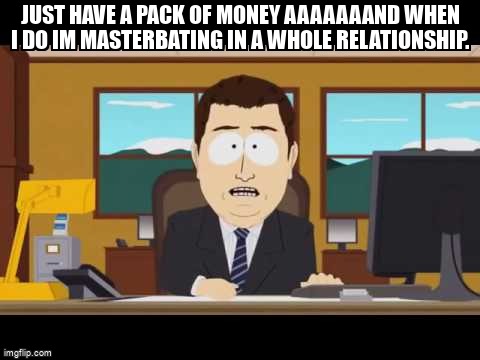 JUST HAVE A PACK OF MONEY AAAAAAAND WHEN
I DO IM MASTERBATING IN A WHOLE RELATIONSHIP.
imgflip.com